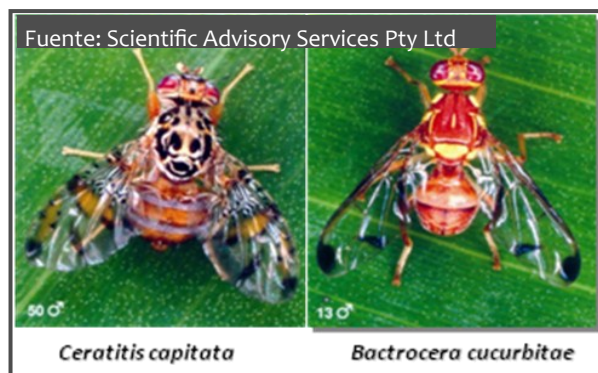 Fuente: Scientific Advisory Services Pty Ltd
50 ♂
13 ♂
Ceratitis capitata
Bactrocera cucurbitae